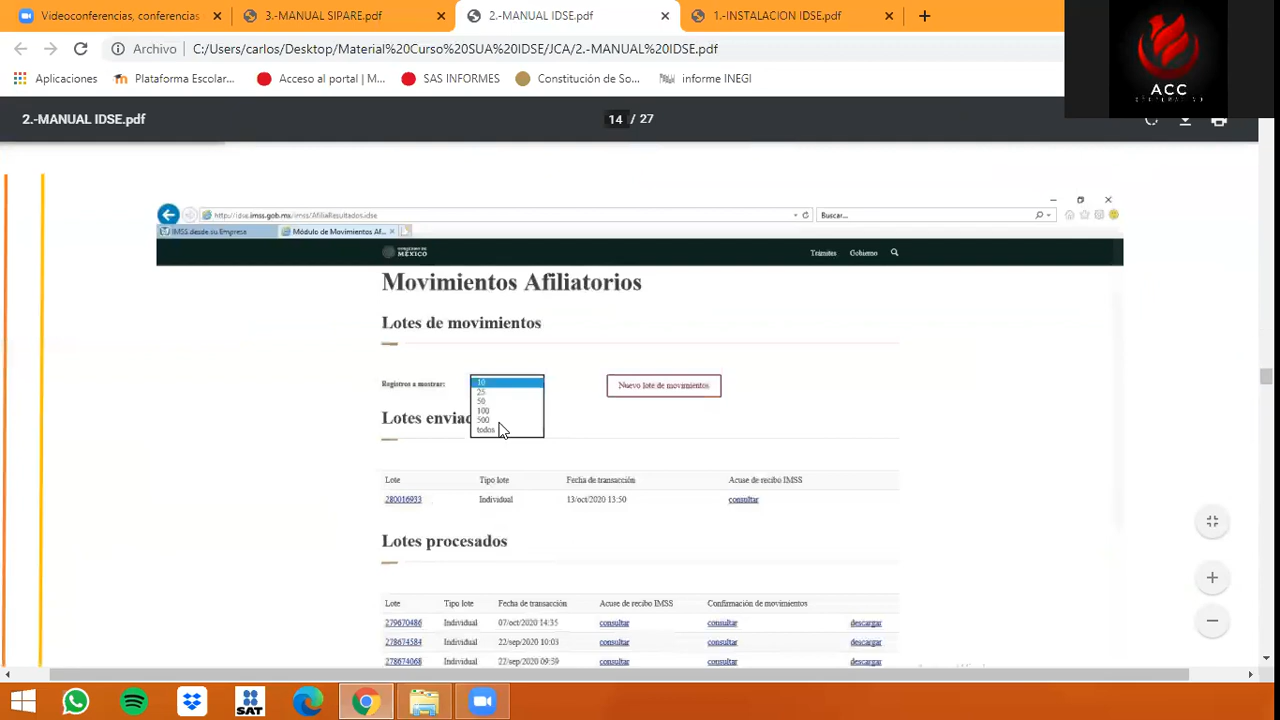 Videoconferencias, conferencias
3.-MANUAL SIPARE.pdf
2.-MANUAL IDSE.pdf
1.-INSTALACION IDSE.pdf
Archivo
C:/Users/carlos/Desktop/Material%20Curso%20SUA%20IDSE/JCA/2.-MANUAL%20IDSE.pdf
Aplicaciones
Plataforma Escolar...
Acceso al portal | M...
SAS INFORMES
Constitución de So...
informe INEGI
ACC
2.-MANUAL IDSE.pdf
14 / 27
http://idse.imss.gob.mx/imss/AfiliaResultados.idse
Buscar...
IMSS desde su Empresa
Módulo de Movimientos Af...
GOBIERNO DE
MÉXICO
Trámites
Gobierno
Movimientos Afiliatorios
Lotes de movimientos
Registros a mostrar:
10
25
50
100
500
todos
Nuevo lote de movimientos
Lotes enviad
Lote Tipo lote Fecha de transacción Acuse de recibo IMSS
280016933 Individual 13/oct/2020 13:50 consultar
Lotes procesados
Lote Tipo lote Fecha de transacción Acuse de recibo IMSS Confirmación de movimientos
279670486 Individual 07/oct/2020 14:35 consultar consultar descargar
278674584 Individual 22/sep/2020 10:03 consultar consultar descargar
278674068 Individual 22/sep/2020 09:59 consultar consultar descargar
SAT